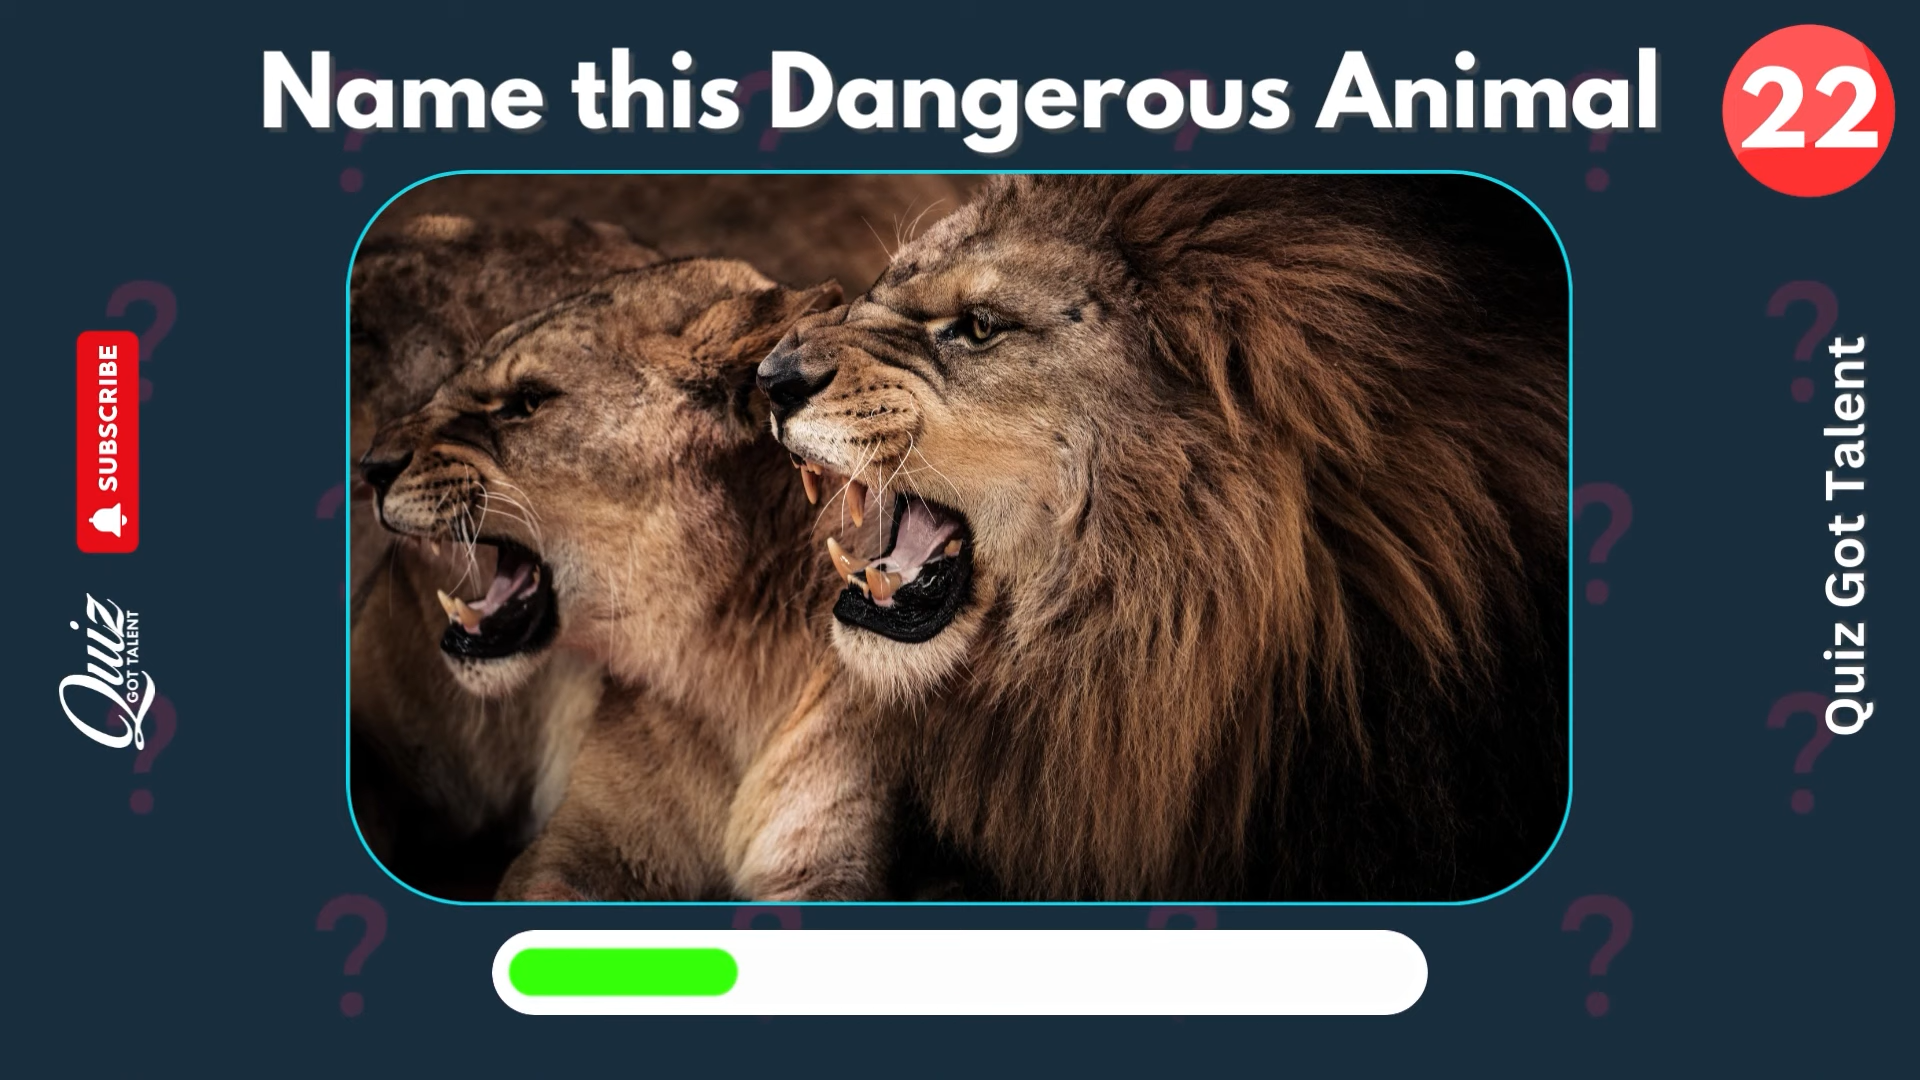 Name this Dangerous Animal
22
SUBSCRIBE
Quiz
GOT TALENT
Quiz Got Talent